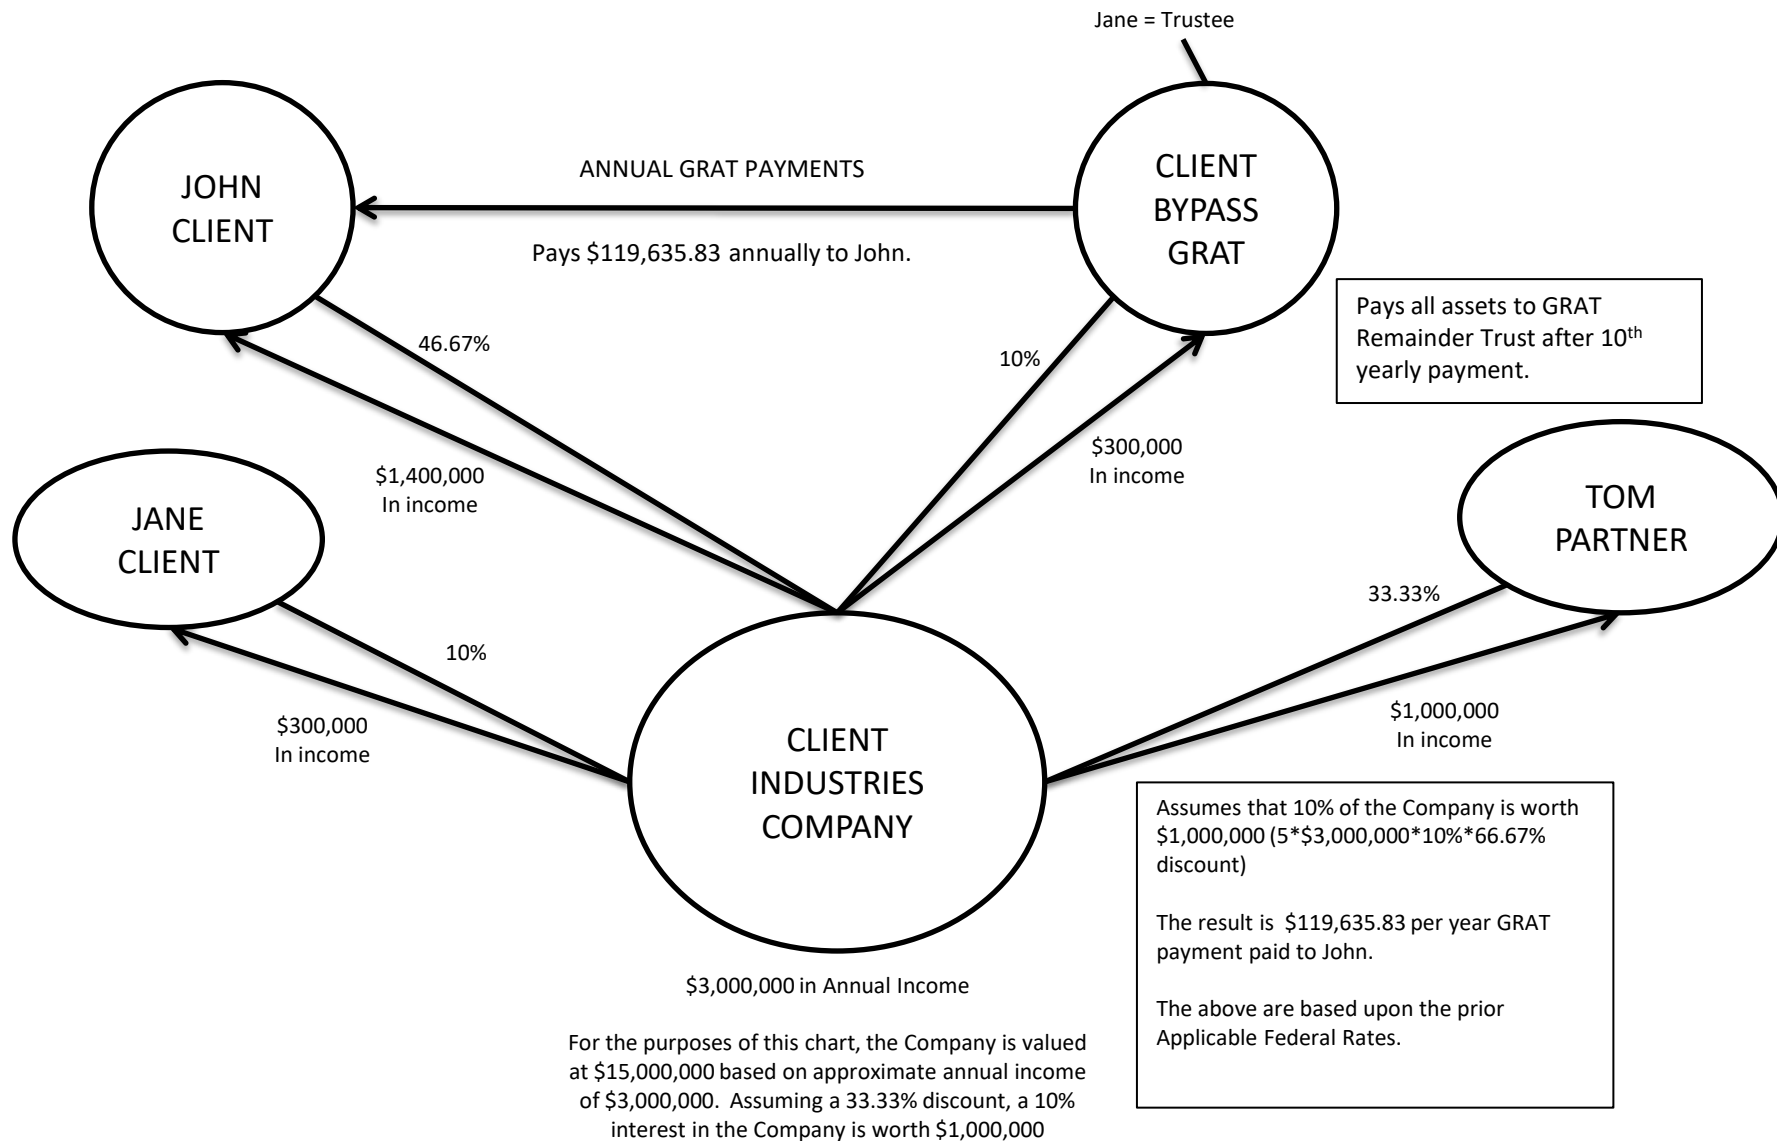 Jane = Trustee
JOHN
CLIENT
ANNUAL GRAT PAYMENTS
Pays $119,635.83 annually to John.
CLIENT
BYPASS
GRAT
Pays all assets to GRAT
Remainder Trust after 10th
yearly payment.
46.67%
10%
$1,400,000
In income
$300,000
In income
JANE
CLIENT
TOM
PARTNER
10%
33.33%
$300,000
In income
$1,000,000
In income
CLIENT
INDUSTRIES
COMPANY
Assumes that 10% of the Company is worth
$1,000,000 (5*$3,000,000*10%*66.67%
discount)
The result is  $119,635.83 per year GRAT
payment paid to John.
The above are based upon the prior
Applicable Federal Rates.
$3,000,000 in Annual Income
For the purposes of this chart, the Company is valued
at $15,000,000 based on approximate annual income
of $3,000,000.  Assuming a 33.33% discount, a 10%
interest in the Company is worth $1,000,000